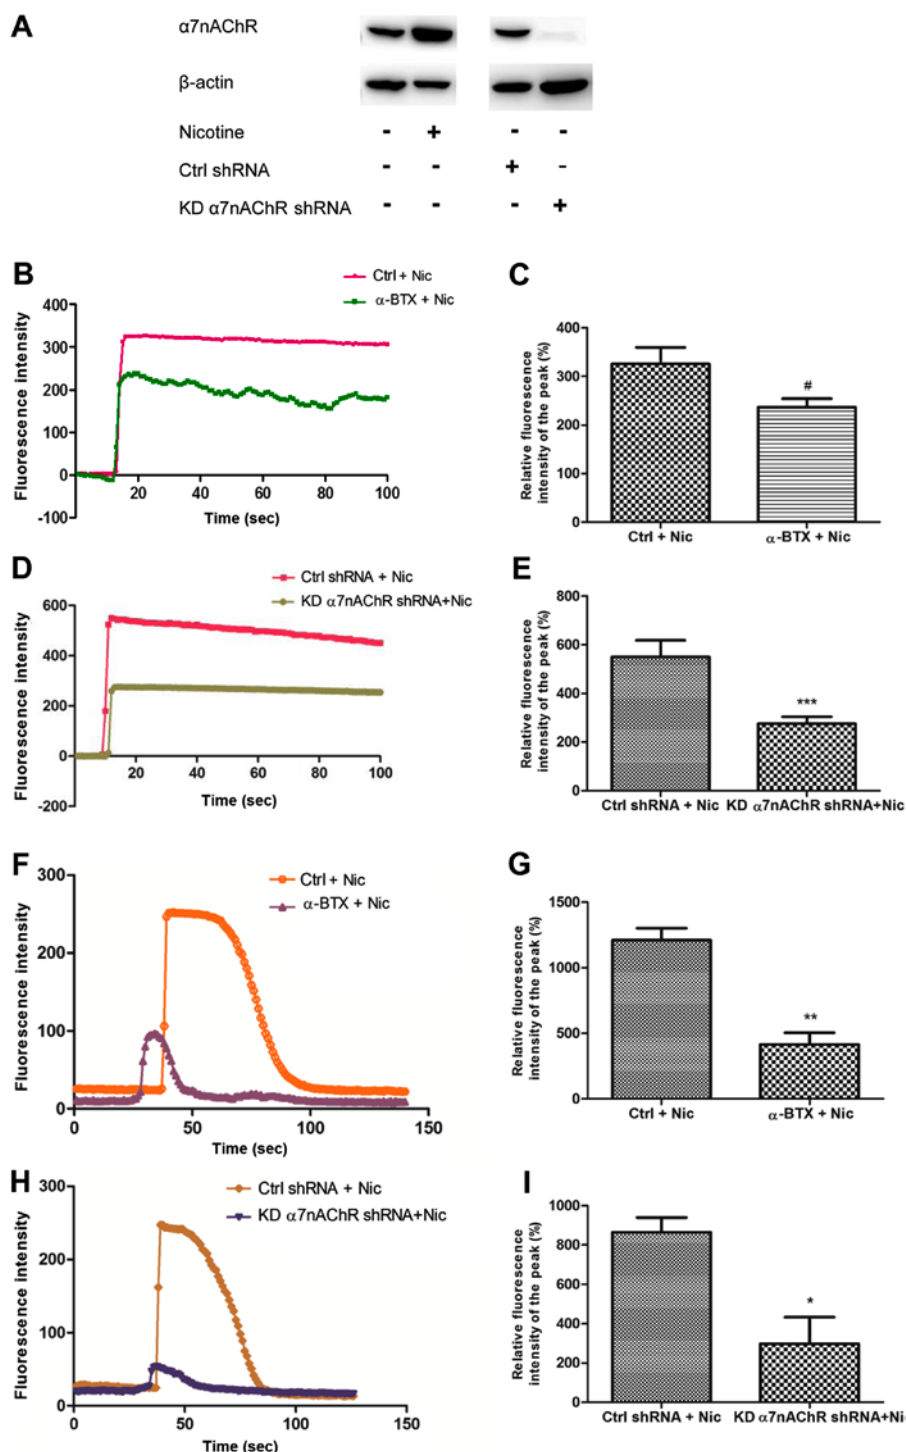 A
α7nAChR
β-actin
Nicotine - + - -
Ctrl shRNA - - + -
KD α7nAChR shRNA - - - +
B
Ctrl + Nic
α-BTX + Nic
Fluorescence intensity
400
300
200
100
0
-100
20 40 60 80 100
Time (sec)
C
Relative fluorescence
intensity of the peak (%)
400
300
200
100
0
#
Ctrl + Nic α-BTX + Nic
D
Ctrl shRNA + Nic
KD α7nAChR shRNA+Nic
Fluorescence intensity
600
400
200
0
-200
20 40 60 80 100
Time (sec)
E
Relative fluorescence
intensity of the peak (%)
800
600
400
200
0
***
Ctrl shRNA + Nic KD α7nAChR shRNA+Nic
F
Ctrl + Nic
α-BTX + Nic
Fluorescence intensity
300
200
100
0
0 50 100 150
Time (sec)
G
Relative fluorescence
intensity of the peak (%)
1500
1000
500
0
**
Ctrl + Nic α-BTX + Nic
H
Ctrl shRNA + Nic
KD α7nAChR shRNA+Nic
Fluorescence intensity
300
200
100
0
0 50 100 150
Time (sec)
I
Relative fluorescence
intensity of the peak (%)
1000
800
600
400
200
0
*
Ctrl shRNA + Nic KD α7nAChR shRNA+Ni